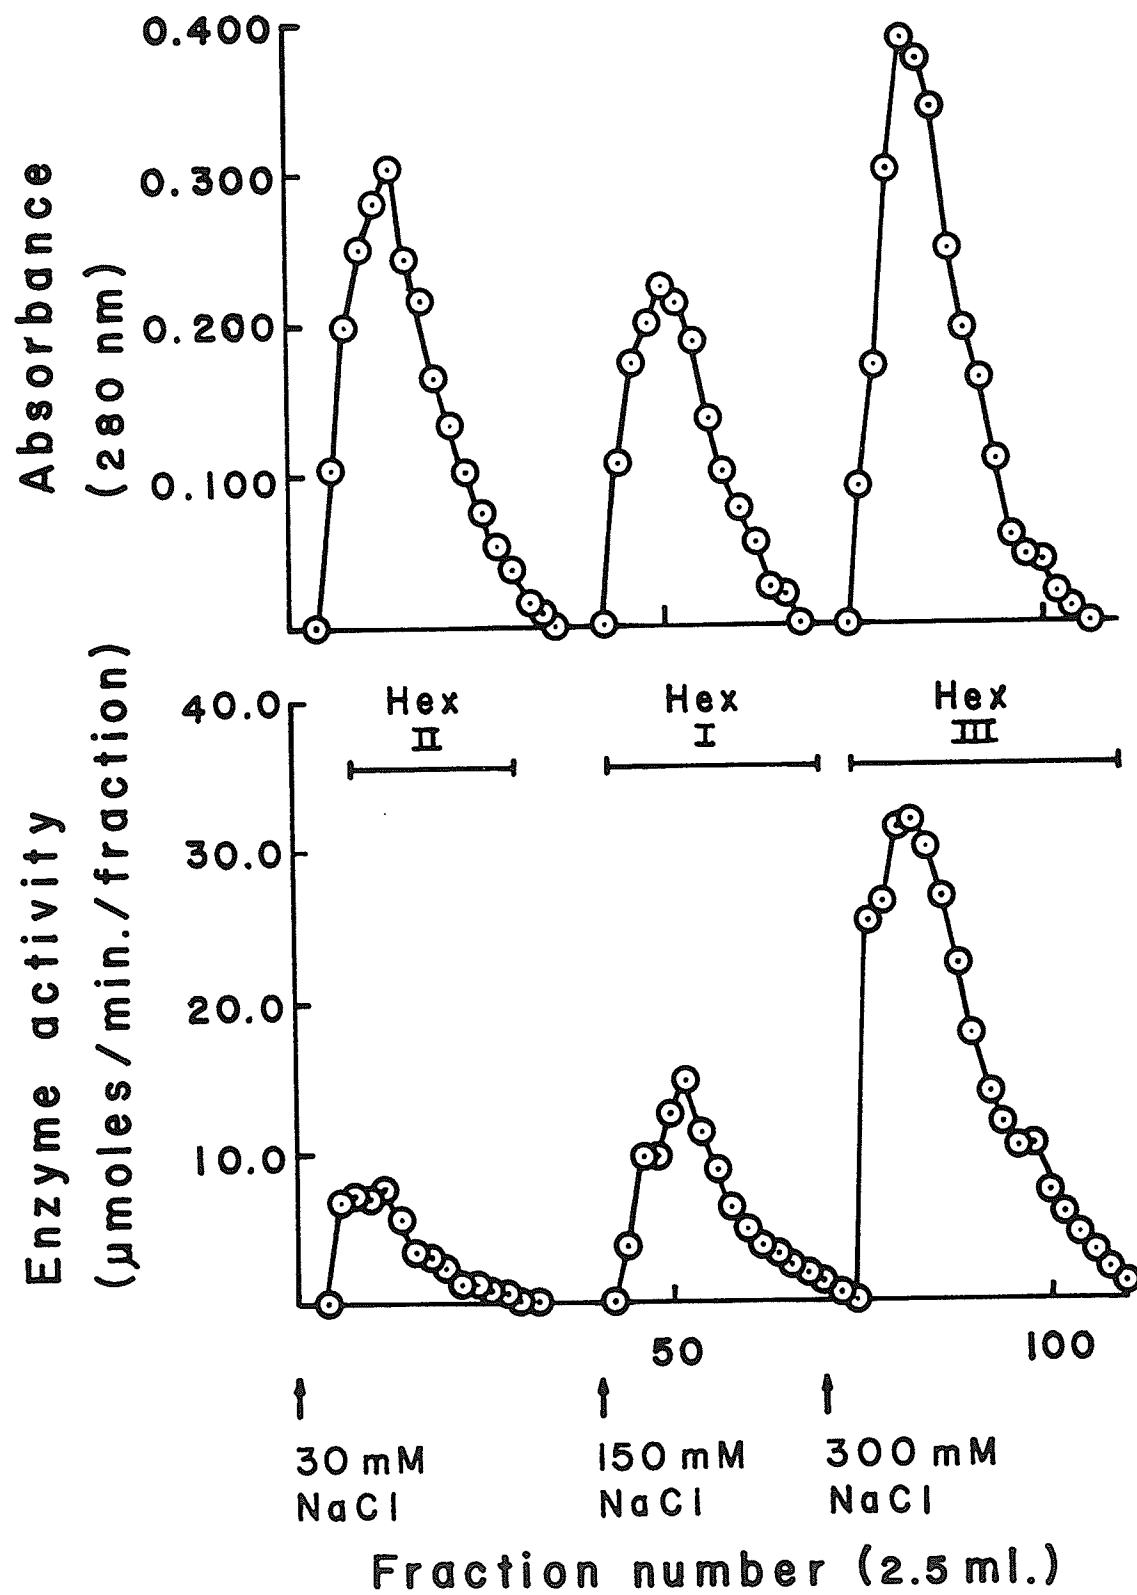 Absorbance
(280 nm)
0.400
0.300
0.200
0.100
Enzyme activity
(µmoles/min./fraction)
40.0
30.0
20.0
10.0
Hex
II
Hex
I
Hex
III
50
100
30 mM
NaCl
150 mM
NaCl
300 mM
NaCl
Fraction number (2.5 ml.)